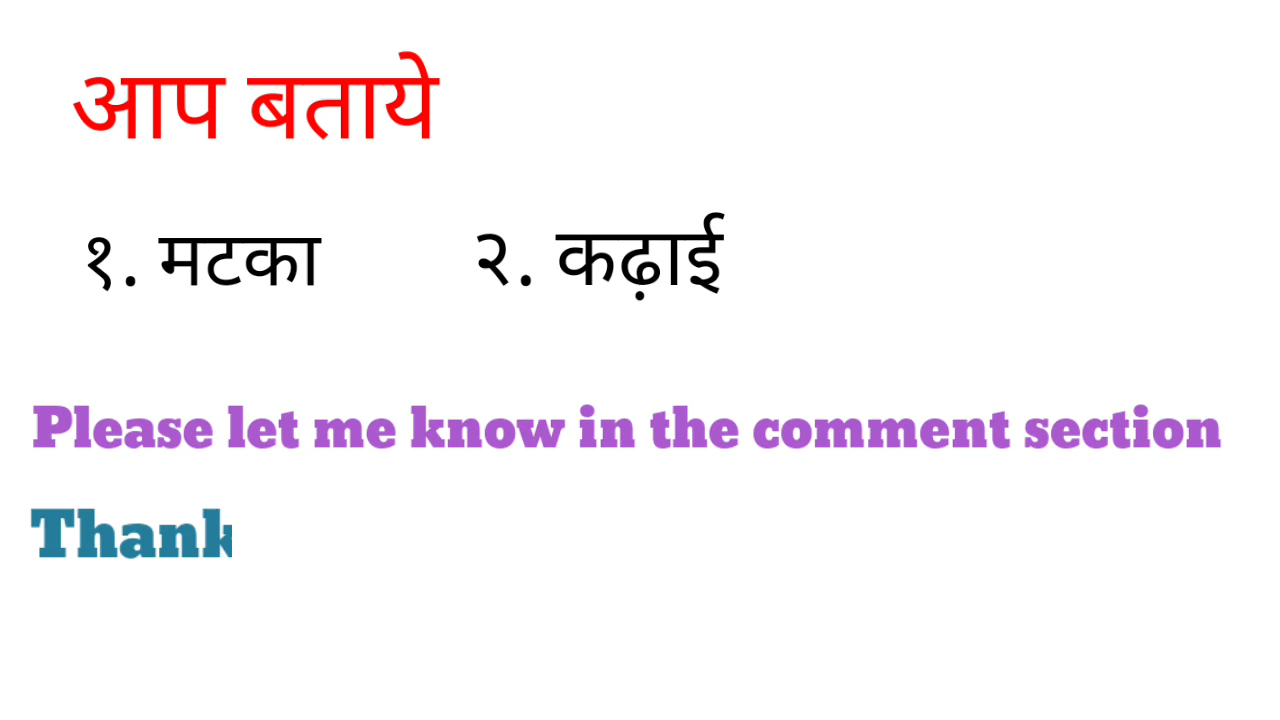 आप बताये
१. मटका २. कढ़ाई
Please let me know in the comment section
Thank